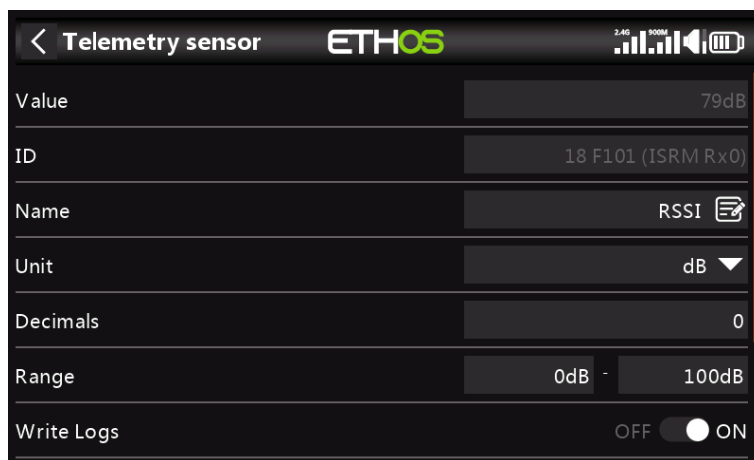 Telemetry sensor ETHOS 2.4G 900M
Value 79dB
ID 18 F101 (ISRM Rx0)
Name RSSI
Unit dB
Decimals 0
Range 0dB - 100dB
Write Logs OFF ON